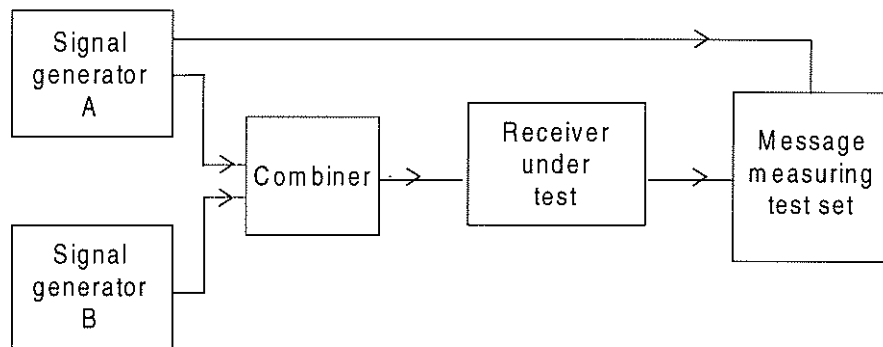 Signal
generator
A
Combiner
Receiver
under
test
Message
measuring
test set
Signal
generator
B